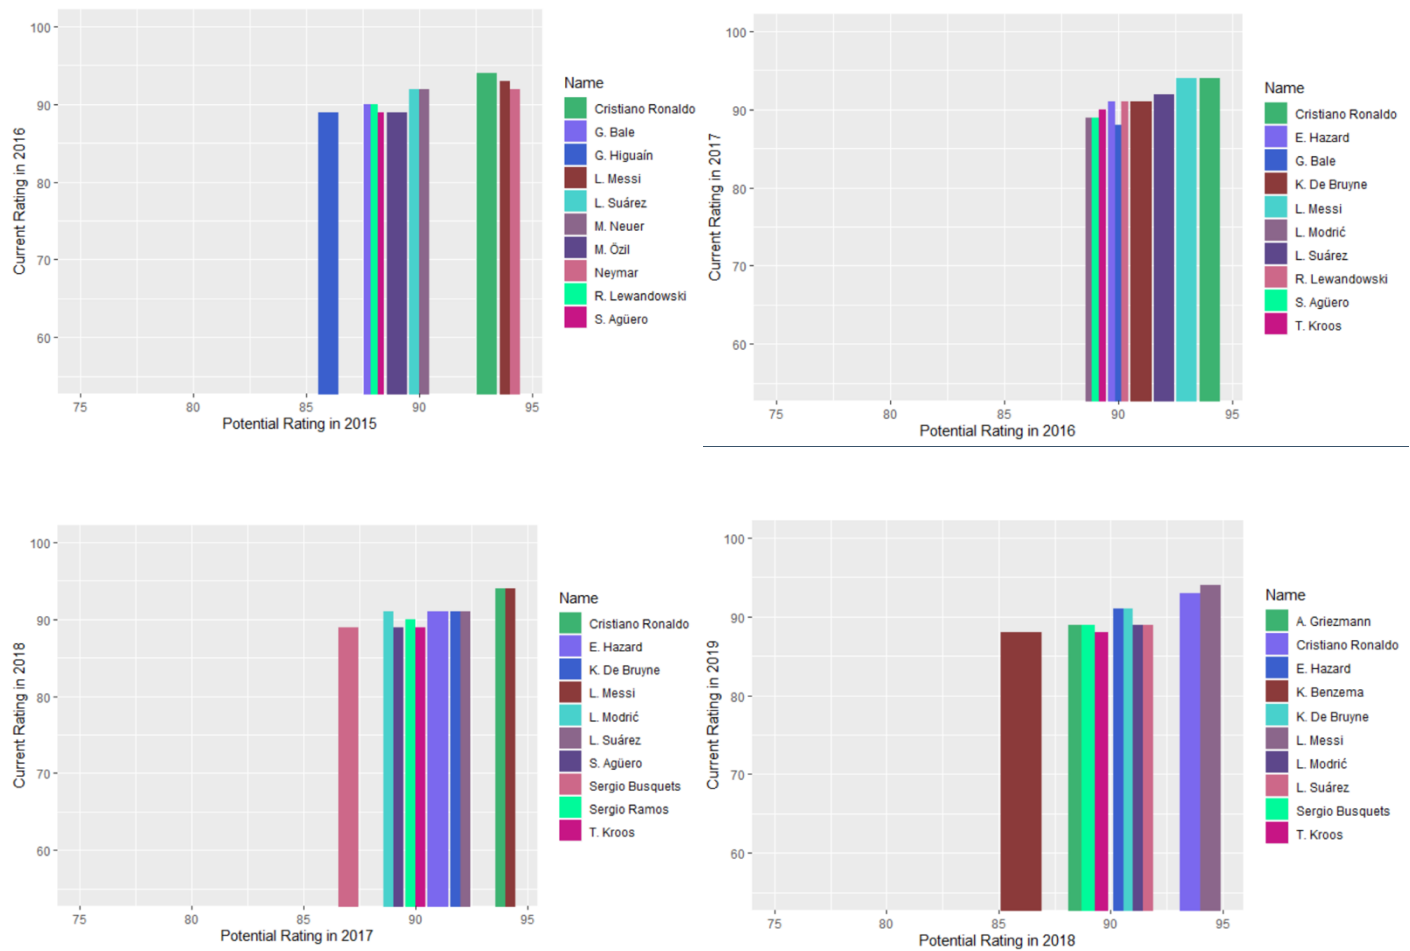 Current Rating in 2016
100
90
80
70
60
75
80
85
90
95
Potential Rating in 2015
Name
Cristiano Ronaldo
G. Bale
G. Higuaín
L. Messi
L. Suárez
M. Neuer
M. Özil
Neymar
R. Lewandowski
S. Agüero
Current Rating in 2017
100
90
80
70
60
75
80
85
90
95
Potential Rating in 2016
Name
Cristiano Ronaldo
E. Hazard
G. Bale
K. De Bruyne
L. Messi
L. Modrić
L. Suárez
R. Lewandowski
S. Agüero
T. Kroos
Current Rating in 2018
100
90
80
70
60
75
80
85
90
95
Potential Rating in 2017
Name
Cristiano Ronaldo
E. Hazard
K. De Bruyne
L. Messi
L. Modrić
L. Suárez
S. Agüero
Sergio Busquets
Sergio Ramos
T. Kroos
Current Rating in 2019
100
90
80
70
60
75
80
85
90
95
Potential Rating in 2018
Name
A. Griezmann
Cristiano Ronaldo
E. Hazard
K. Benzema
K. De Bruyne
L. Messi
L. Modrić
L. Suárez
Sergio Busquets
T. Kroos